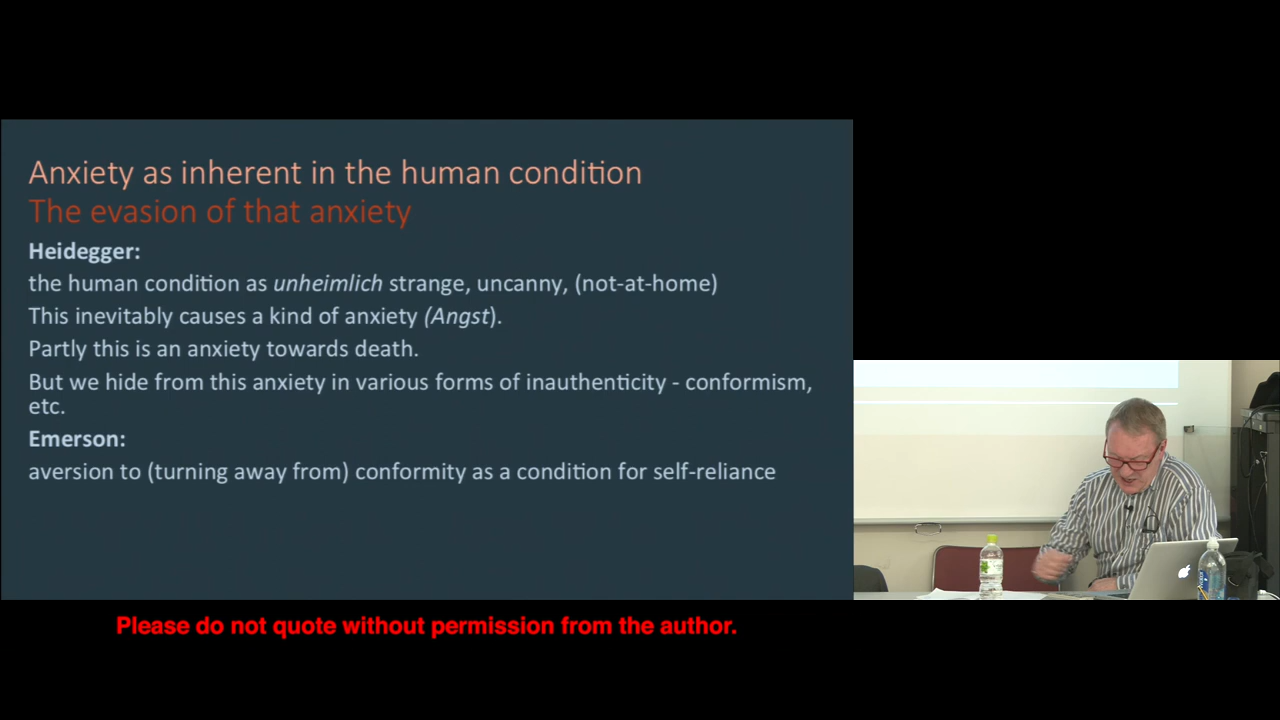 Anxiety as inherent in the human condition
The evasion of that anxiety
Heidegger:
the human condition as unheimlich strange, uncanny, (not-at-home)
This inevitably causes a kind of anxiety (Angst).
Partly this is an anxiety towards death.
But we hide from this anxiety in various forms of inauthenticity - conformism,
etc.
Emerson:
aversion to (turning away from) conformity as a condition for self-reliance
Please do not quote without permission from the author.